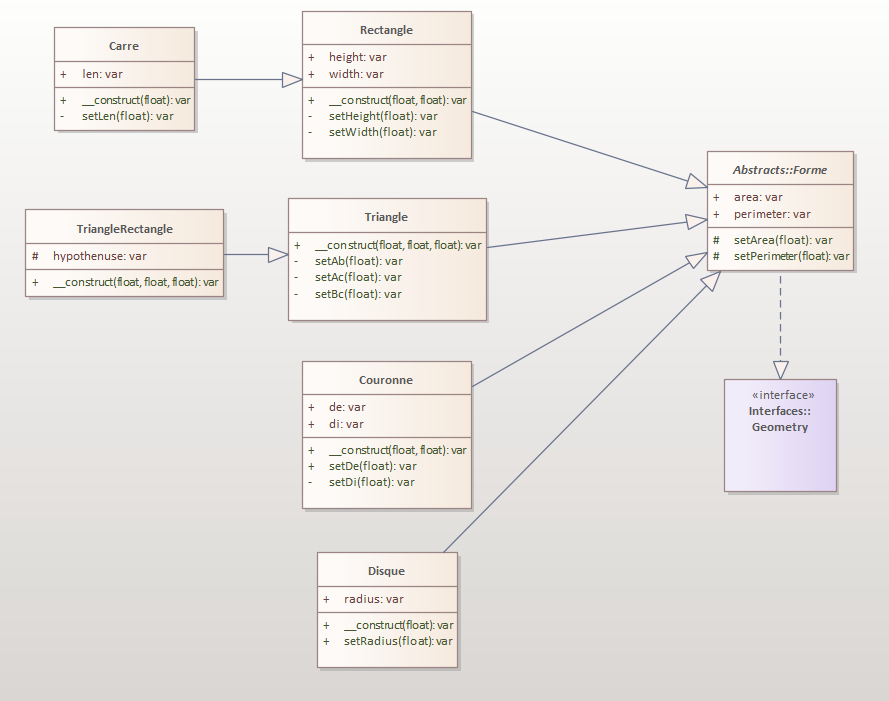 Carre
+ len: var
+ __construct(float): var
- setLen(float): var
Rectangle
+ height: var
+ width: var
+ __construct(float, float): var
- setHeight(float): var
- setWidth(float): var
Abstracts::Forme
+ area: var
+ perimeter: var
# setArea(float): var
# setPerimeter(float): var
TriangleRectangle
# hypothenuse: var
+ __construct(float, float, float): var
Triangle
+ __construct(float, float, float): var
- setAb(float): var
- setAc(float): var
- setBc(float): var
Couronne
+ de: var
+ di: var
+ __construct(float, float): var
+ setDe(float): var
- setDi(float): var
«interface»
Interfaces::
Geometry
Disque
+ radius: var
+ __construct(float): var
+ setRadius(float): var